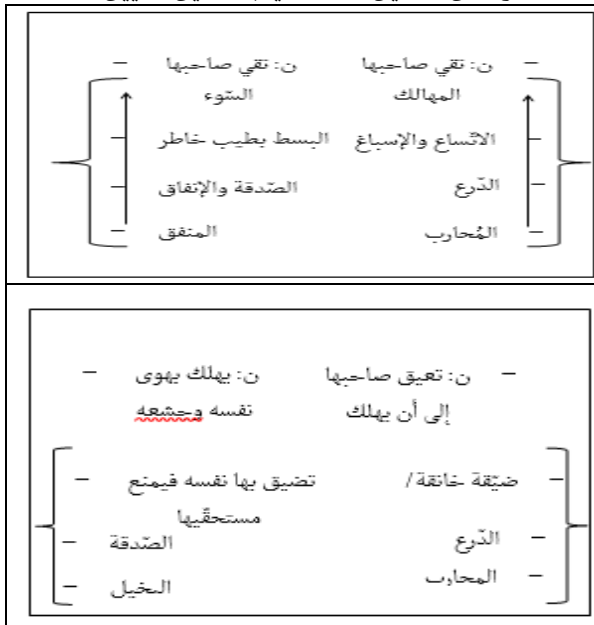 – ن: تقي صاحبها ن: تقي صاحبها –
المهالك السّوء
– الاتّساع والإسباغ البسط بطيب خاطر –
– الدّرع الصّدقة والإنفاق –
– المُحارب المنفق –
– ن: تعيق صاحبها ن: يهلك بهوى –
إلى أن يهلك نفسه وجشعه
– ضيّقة خانقة/ تضيق بها نفسه فيمنع –
مستحقّيها
– الدّرع الصّدقة –
– المحارب البخيل –